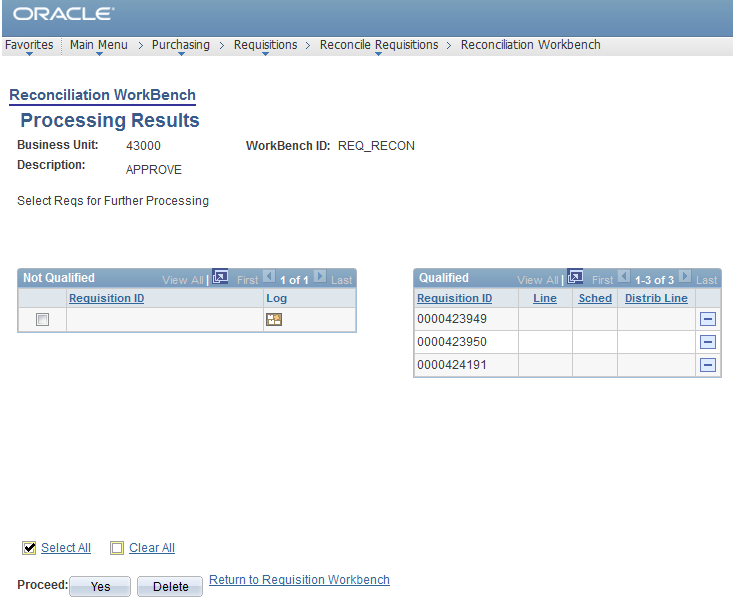 ORACLE
Favorites Main Menu > Purchasing > Requisitions > Reconcile Requisitions > Reconciliation Workbench
Reconciliation WorkBench
Processing Results
Business Unit: 43000 WorkBench ID: REQ_RECON
Description: APPROVE
Select Reqs for Further Processing
Not Qualified View All | First 1 of 1 Last
Requisition ID Log
Qualified View All | First 1-3 of 3 Last
Requisition ID Line Sched Distrib Line
0000423949
0000423950
0000424191
Select All Clear All
Proceed: Yes Delete Return to Requisition Workbench